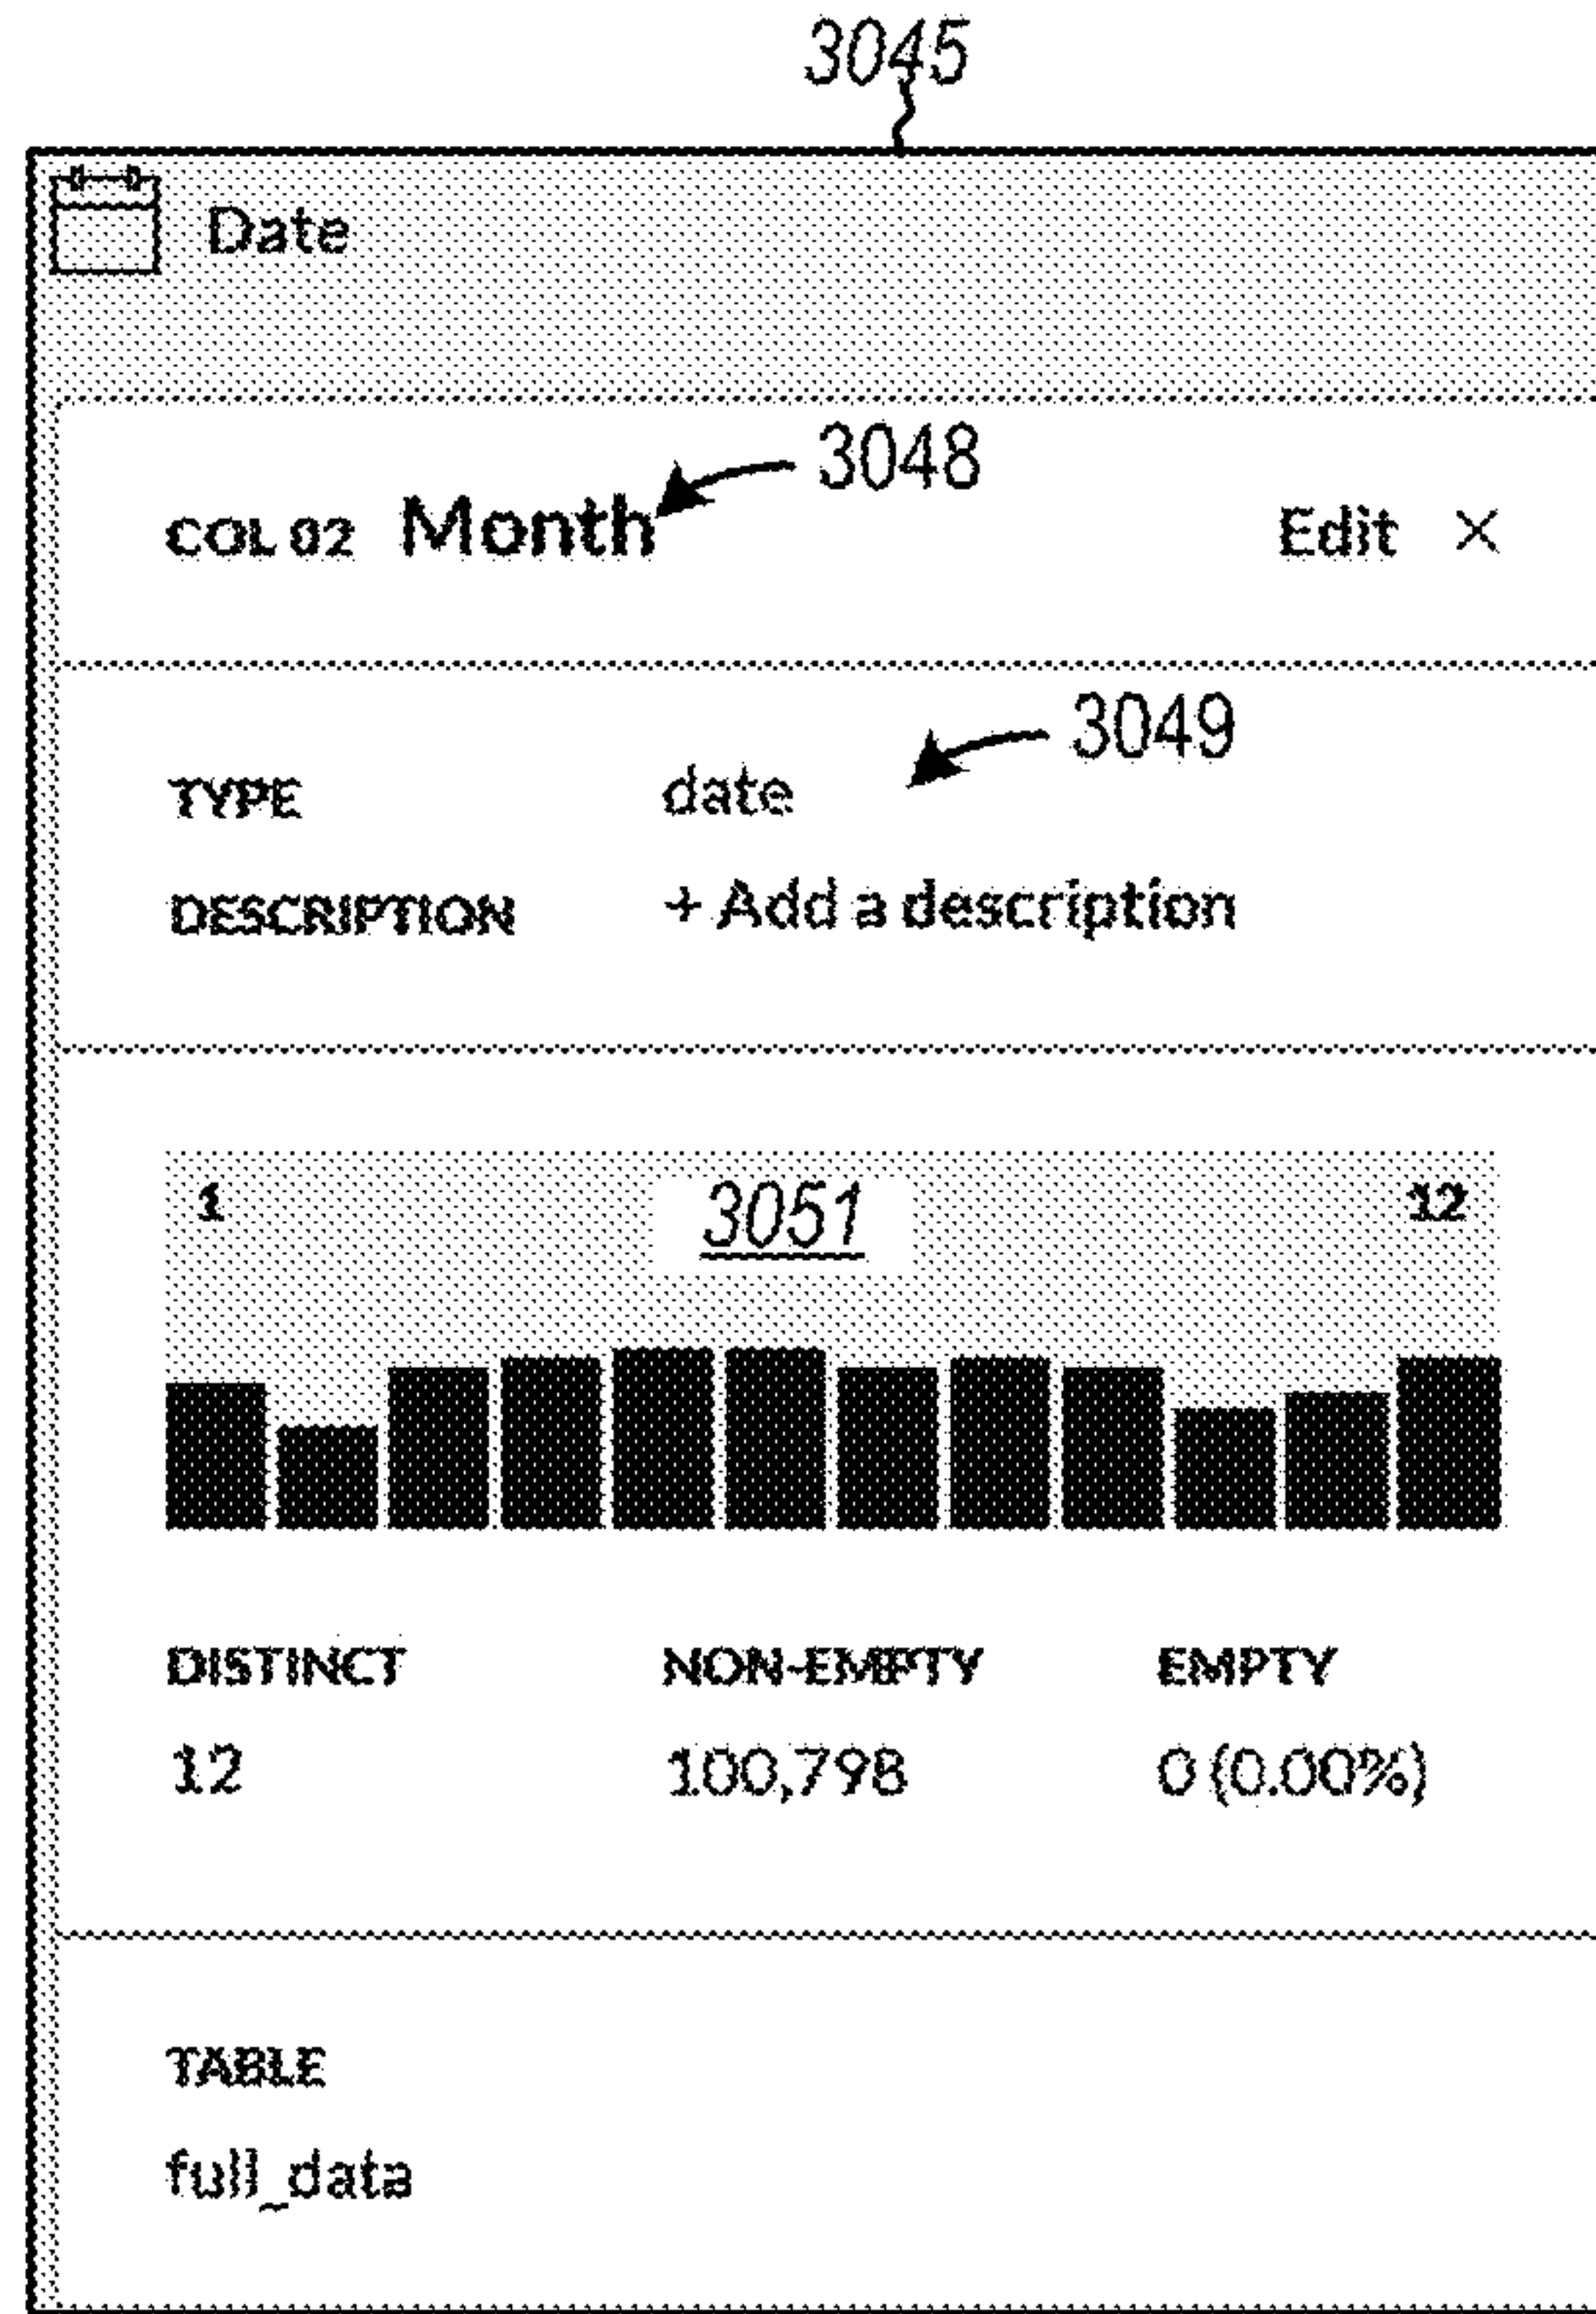 3045
Date
3048
COL 02 Month Edit ×
3049
TYPE date
DESCRIPTION + Add a description
1 3051 12
DISTINCT NON-EMPTY EMPTY
12 100,798 0 (0.00%)
TABLE
full_data